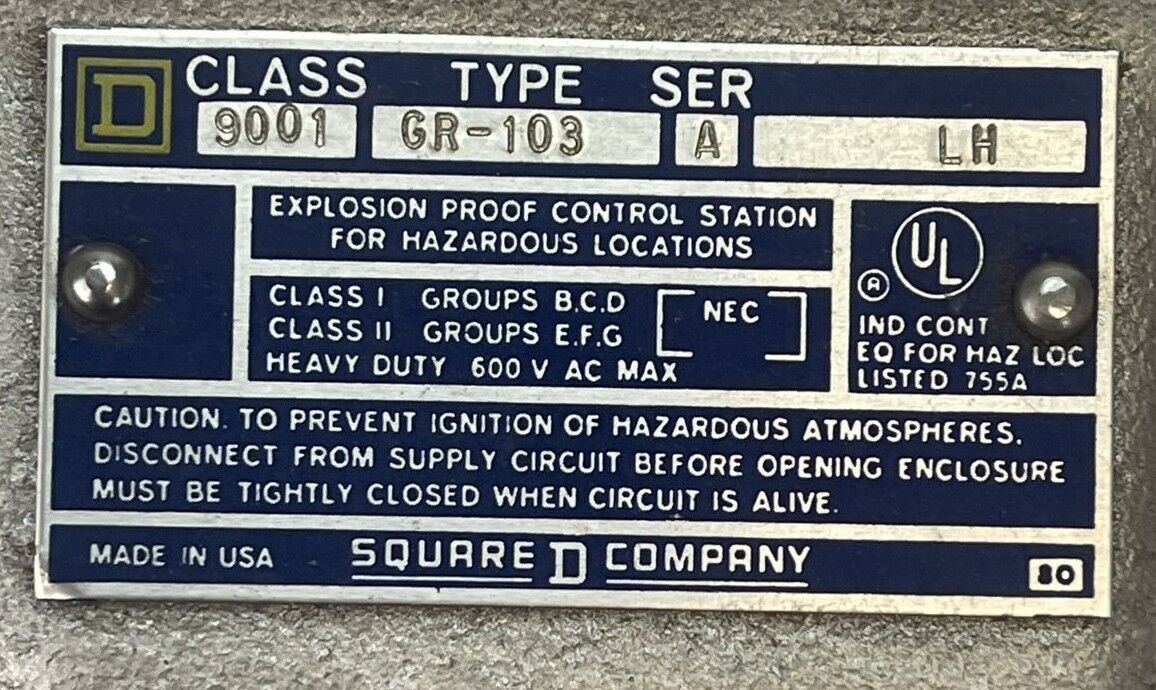 D CLASS TYPE SER
9001 GR-103 A LH
EXPLOSION PROOF CONTROL STATION
FOR HAZARDOUS LOCATIONS
CLASS I GROUPS B.C.D
CLASS II GROUPS E.F.G
NEC
HEAVY DUTY 600 V AC MAX
UL
R
IND CONT
EQ FOR HAZ LOC
LISTED 755A
CAUTION. TO PREVENT IGNITION OF HAZARDOUS ATMOSPHERES.
DISCONNECT FROM SUPPLY CIRCUIT BEFORE OPENING ENCLOSURE
MUST BE TIGHTLY CLOSED WHEN CIRCUIT IS ALIVE.
MADE IN USA SQUARE D COMPANY 80